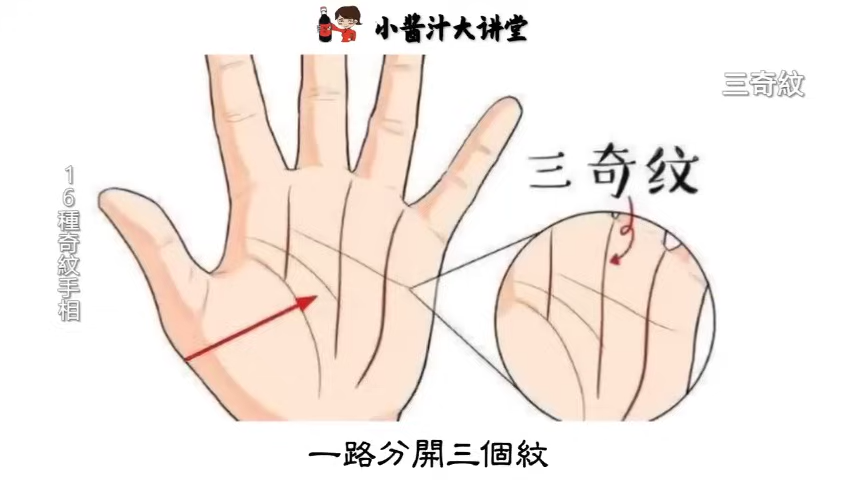 小酱汁大讲堂
三奇紋
三奇纹
16種奇紋手相
一路分開三個紋